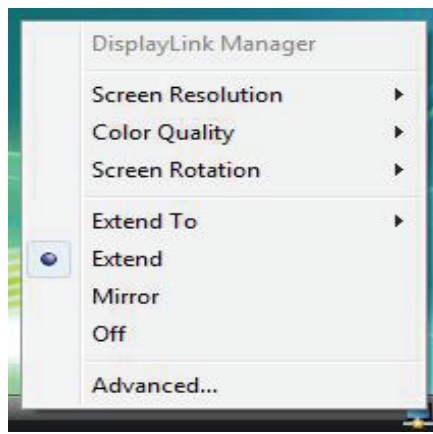 DisplayLink Manager
Screen Resolution
Color Quality
Screen Rotation
Extend To
Extend
Mirror
Off
Advanced...